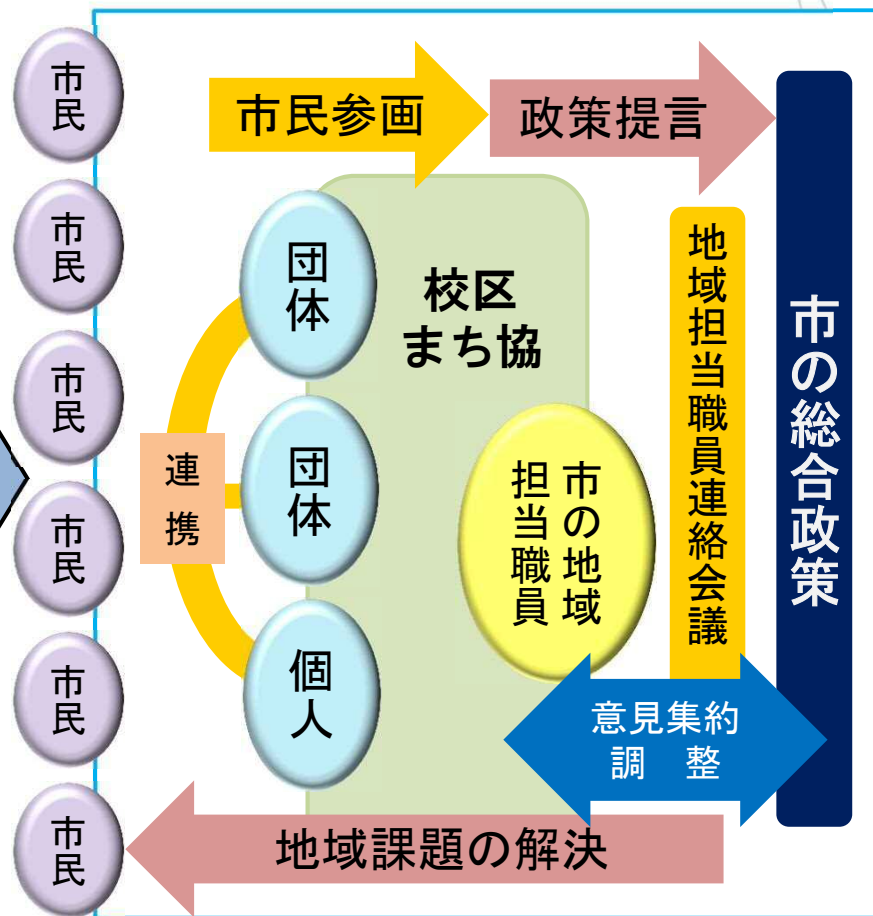 市民
市民
市民
市民
市民
市民
市民参画
政策提言
団体
団体
個人
連携
校区
まち協
市の地域
担当職員
地域担当職員連絡会議
市の総合政策
意見集約
調　整
地域課題の解決